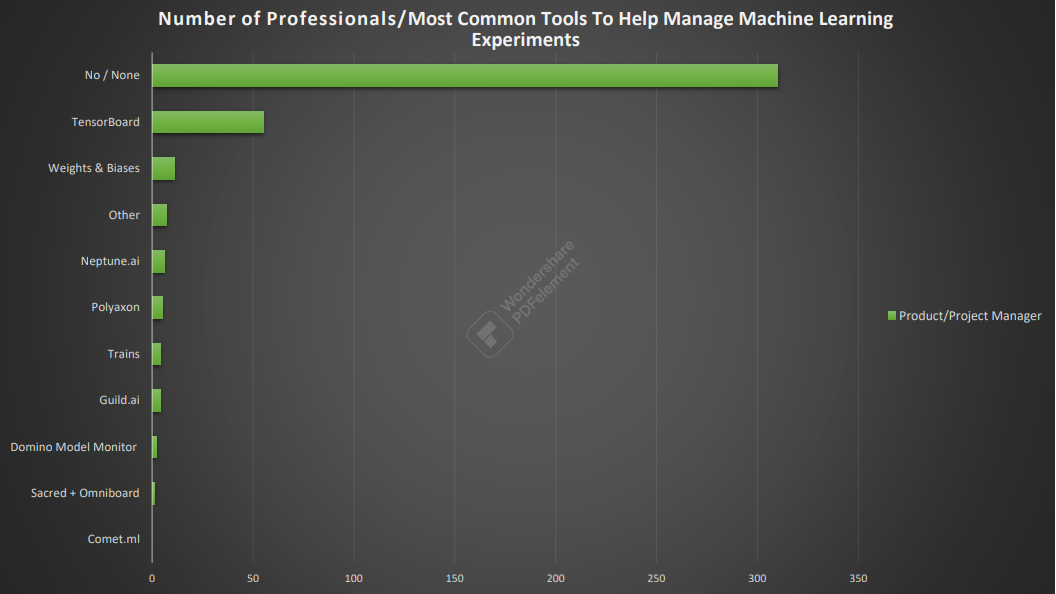 Number of Professionals/Most Common Tools To Help Manage Machine Learning
Experiments
No / None
TensorBoard
Weights & Biases
Other
Neptune.ai
Polyaxon
Trains
Guild.ai
Domino Model Monitor
Sacred + Omniboard
Comet.ml
0 50 100 150 200 250 300 350
Product/Project Manager
Wondershare
PDFelement